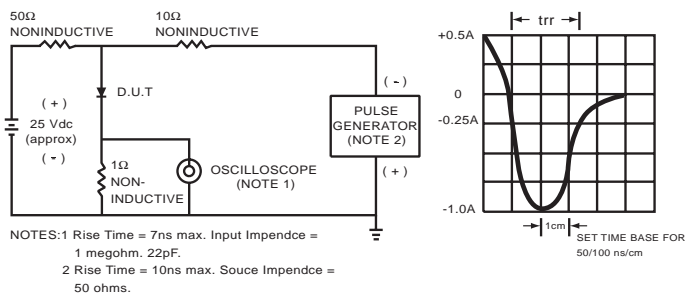 50Ω
NONINDUCTIVE
10Ω
NONINDUCTIVE
( + )
25 Vdc
(approx)
( - )
D.U.T
1Ω
NON-
INDUCTIVE
OSCILLOSCOPE
(NOTE 1)
( - )
PULSE
GENERATOR
(NOTE 2)
( + )
trr
+0.5A
0
-0.25A
-1.0A
1cm
SET TIME BASE FOR
50/100 ns/cm
NOTES:1 Rise Time = 7ns max. Input Impendce =
1 megohm. 22pF.
2 Rise Time = 10ns max. Souce Impendce =
50 ohms.